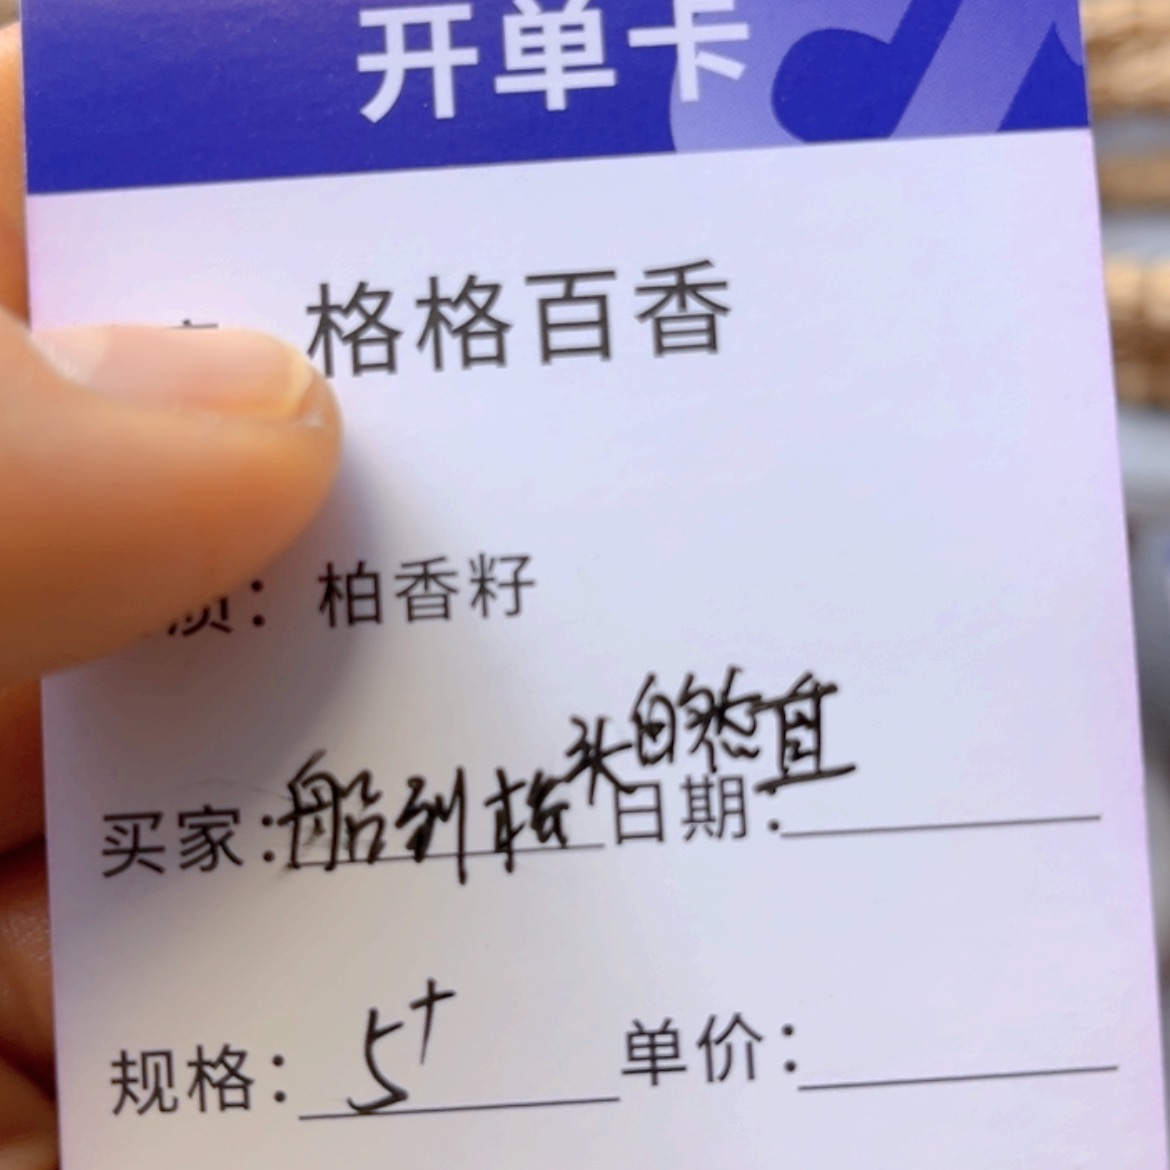 开单卡
格格百香
质：柏香籽
买家：船到桥头自然直 日期：
规格：5+ 单价：